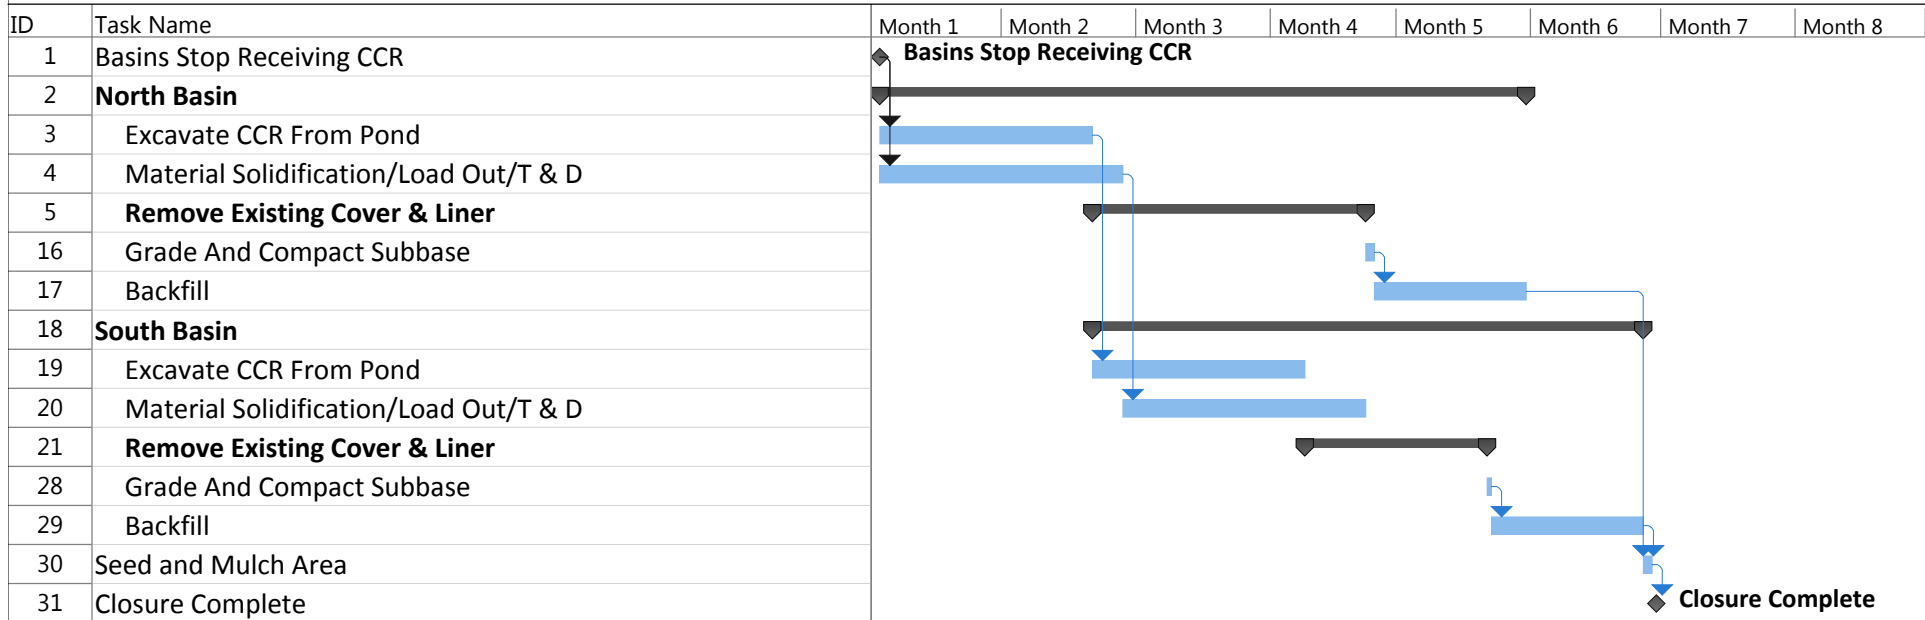 ID Task Name Month 1 Month 2 Month 3 Month 4 Month 5 Month 6 Month 7 Month 8
1 Basins Stop Receiving CCR Basins Stop Receiving CCR
2 North Basin
3 Excavate CCR From Pond
4 Material Solidification/Load Out/T & D
5 Remove Existing Cover & Liner
16 Grade And Compact Subbase
17 Backfill
18 South Basin
19 Excavate CCR From Pond
20 Material Solidification/Load Out/T & D
21 Remove Existing Cover & Liner
28 Grade And Compact Subbase
29 Backfill
30 Seed and Mulch Area
31 Closure Complete Closure Complete